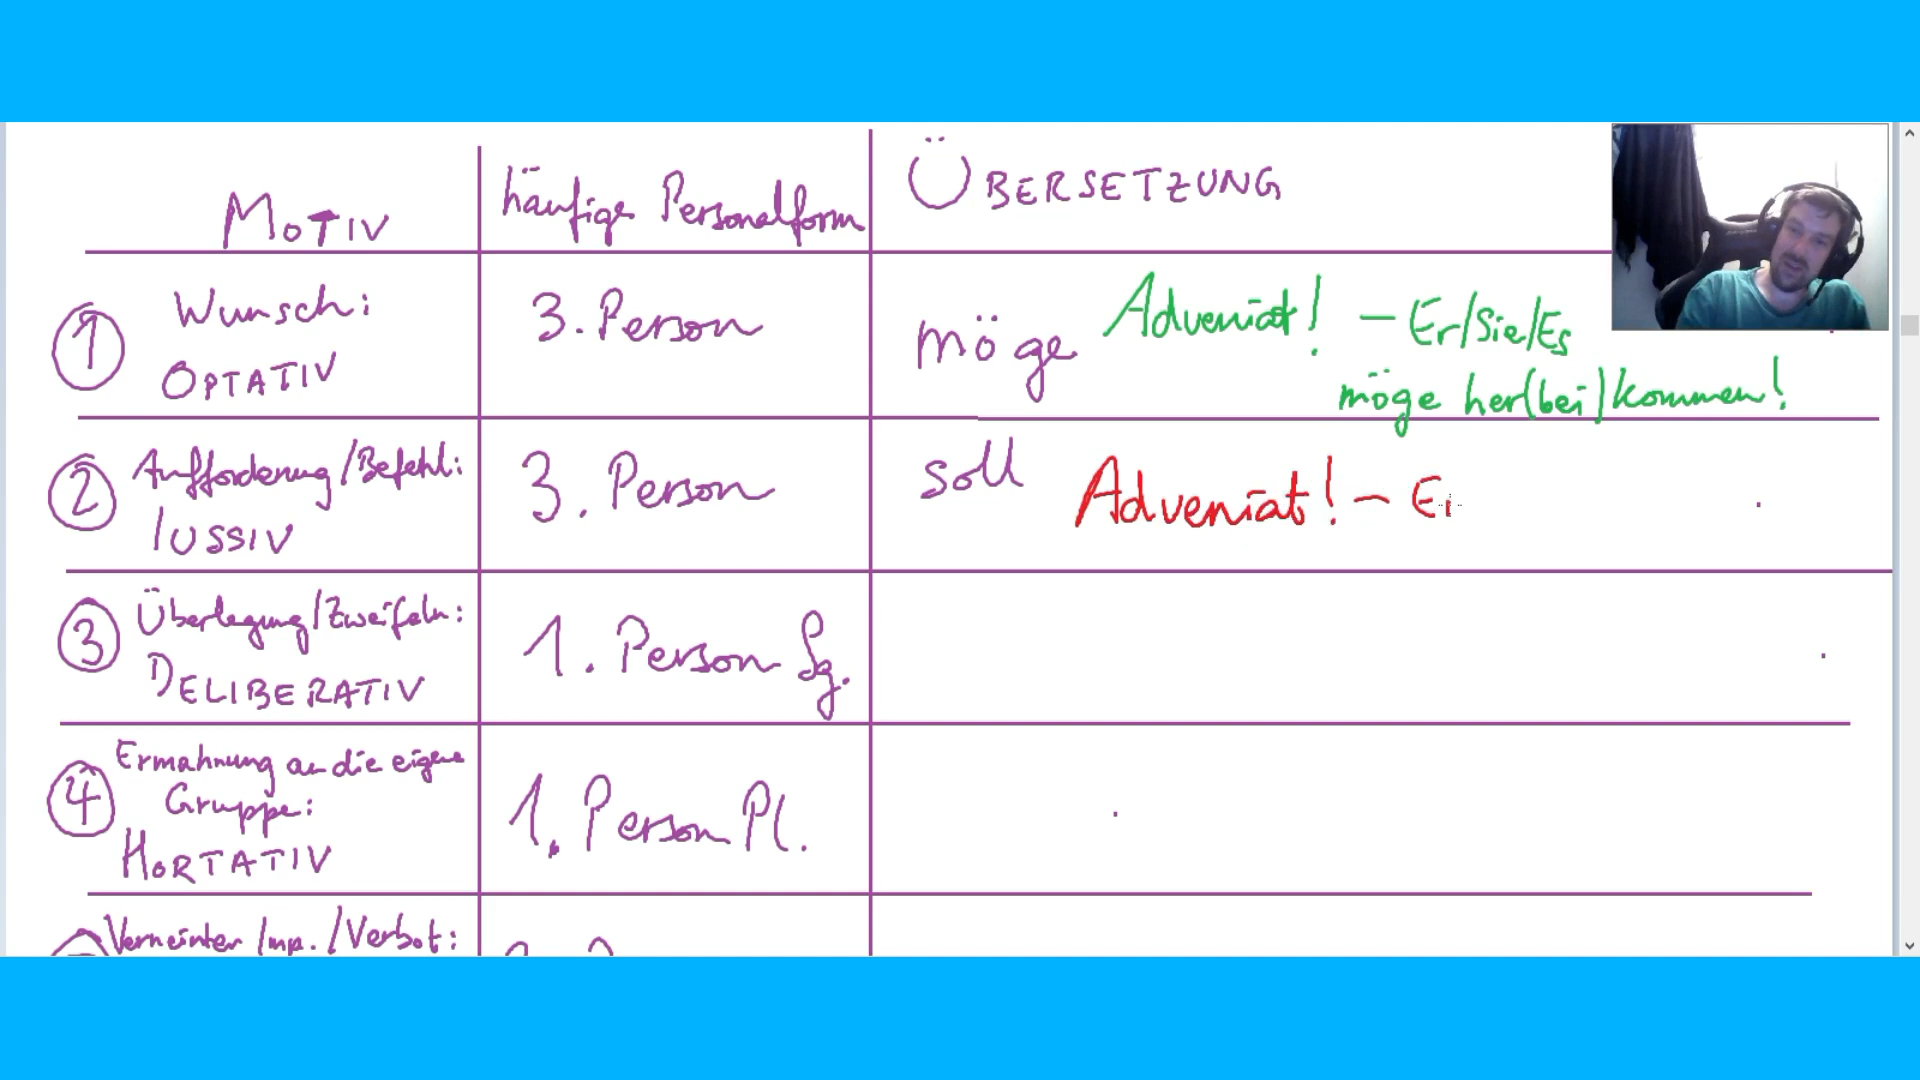 MOTIV
häufige Personalform
ÜBERSETZUNG
1
Wunsch:
OPTATIV
3. Person
möge
Adveniat! – Er/Sie/Es
möge her(bei)kommen!
2
Aufforderung/Befehl:
IUSSIV
3. Person
soll
Adveniat! – Er
3
Überlegung/Zweifeln:
DELIBERATIV
1. Person Sg.
4
Ermahnung an die eigene
Gruppe:
HORTATIV
1. Person Pl.
Verneinter Imp./Verbot: